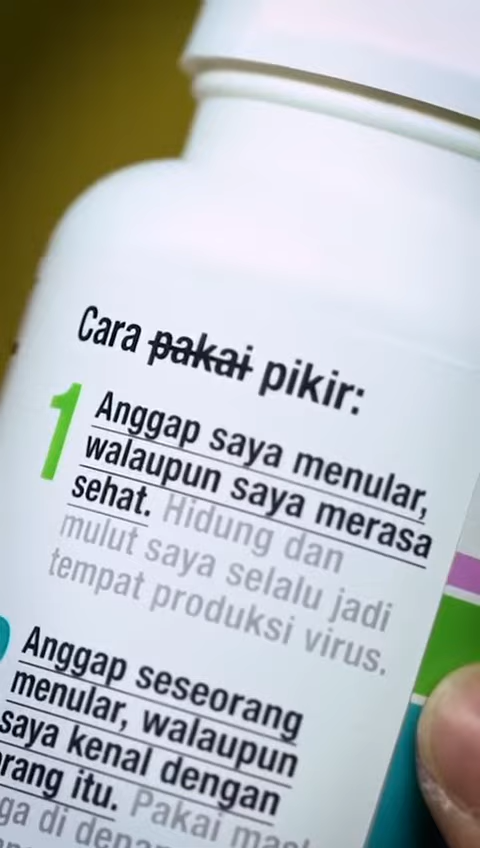 Cara pakai pikir:
1
Anggap saya menular,
walaupun saya merasa
sehat. Hidung dan
mulut saya selalu jadi
tempat produksi virus.
Anggap seseorang
menular, walaupun
saya kenal dengan
itu. Pakai
di